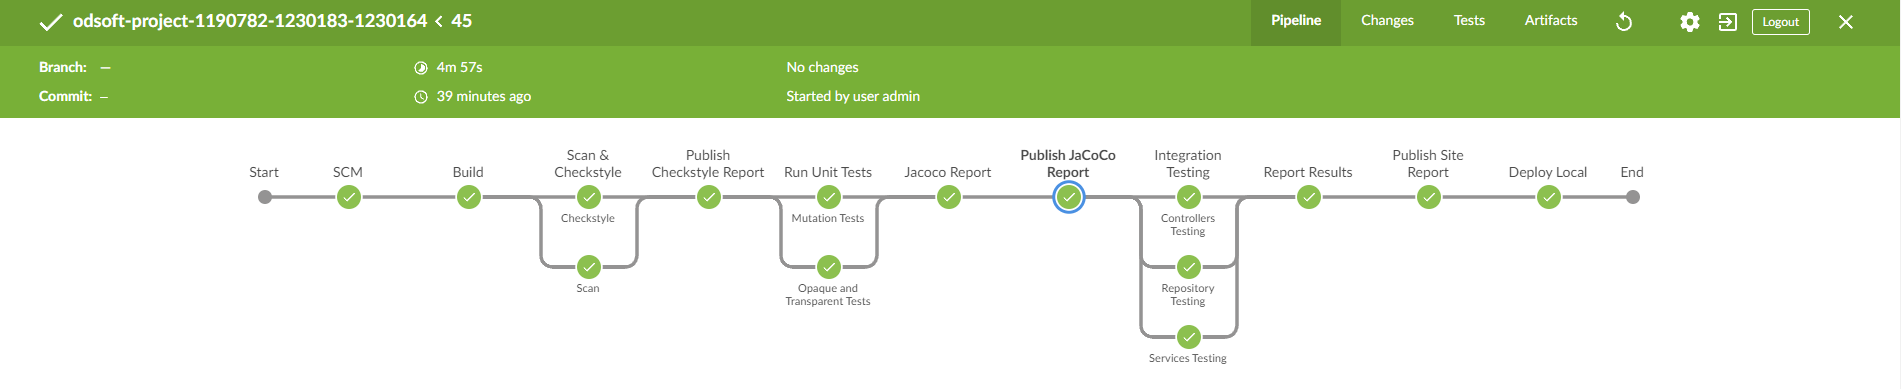 odsoft-project-1190782-1230183-1230164 < 45
Pipeline
Changes
Tests
Artifacts
Logout
Branch: —
4m 57s
No changes
Commit: —
39 minutes ago
Started by user admin
Start
SCM
Build
Scan &
Checkstyle
Publish
Checkstyle Report
Run Unit Tests
Jacoco Report
Publish JaCoCo
Report
Integration
Testing
Report Results
Publish Site
Report
Deploy Local
End
Checkstyle
Scan
Mutation Tests
Opaque and
Transparent Tests
Controllers
Testing
Repository
Testing
Services Testing